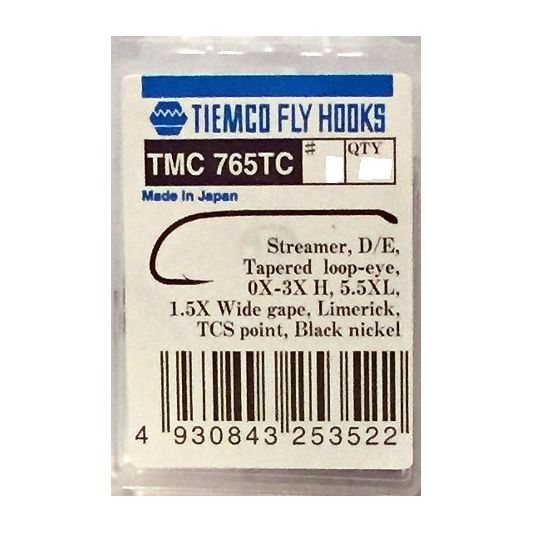 TIEMCO FLY HOOKS
TMC 765TC # QTY
Made In Japan
Streamer, D/E,
Tapered loop-eye,
0X-3X H, 5.5XL,
1.5X Wide gape, Limerick,
TCS point, Black nickel
4 930843 253522